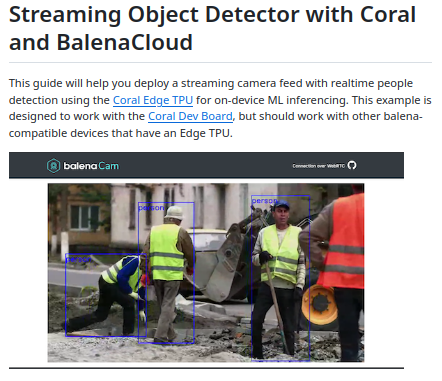 Streaming Object Detector with Coral
and BalenaCloud
This guide will help you deploy a streaming camera feed with realtime people
detection using the Coral Edge TPU for on-device ML inferencing. This example is
designed to work with the Coral Dev Board, but should work with other balena-
compatible devices that have an Edge TPU.
balenaCam
Connection over WebRTC
person
person
person